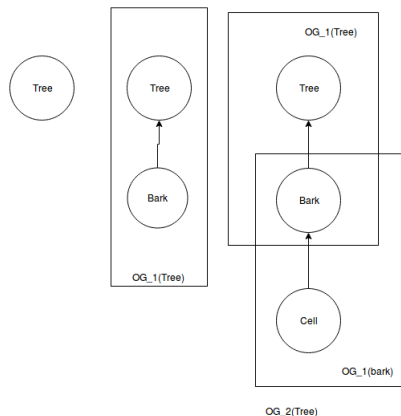 OG_1(Tree)
Tree
Tree
Tree
Bark
Bark
OG_1(Tree)
Cell
OG_1(bark)
OG_2(Tree)